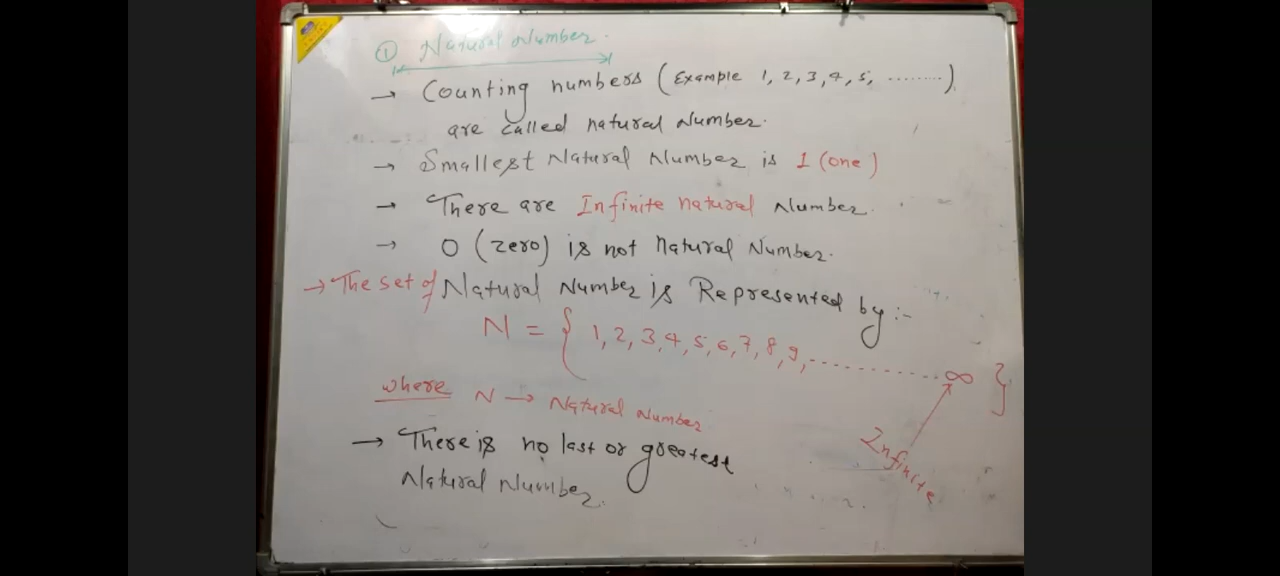 ① Natural Number.
→ Counting numbers (Example 1, 2, 3, 4, 5, ........)
are called natural Number.
→ Smallest Natural Number is 1 (one)
→ There are Infinite natural Number.
→ 0 (zero) is not Natural Number.
→ The set of Natural Number is Represented by :-
N = { 1, 2, 3, 4, 5, 6, 7, 8, 9, ............ ∞ }
Infinite
where N → Natural Number
→ There is no last or greatest
Natural Number.